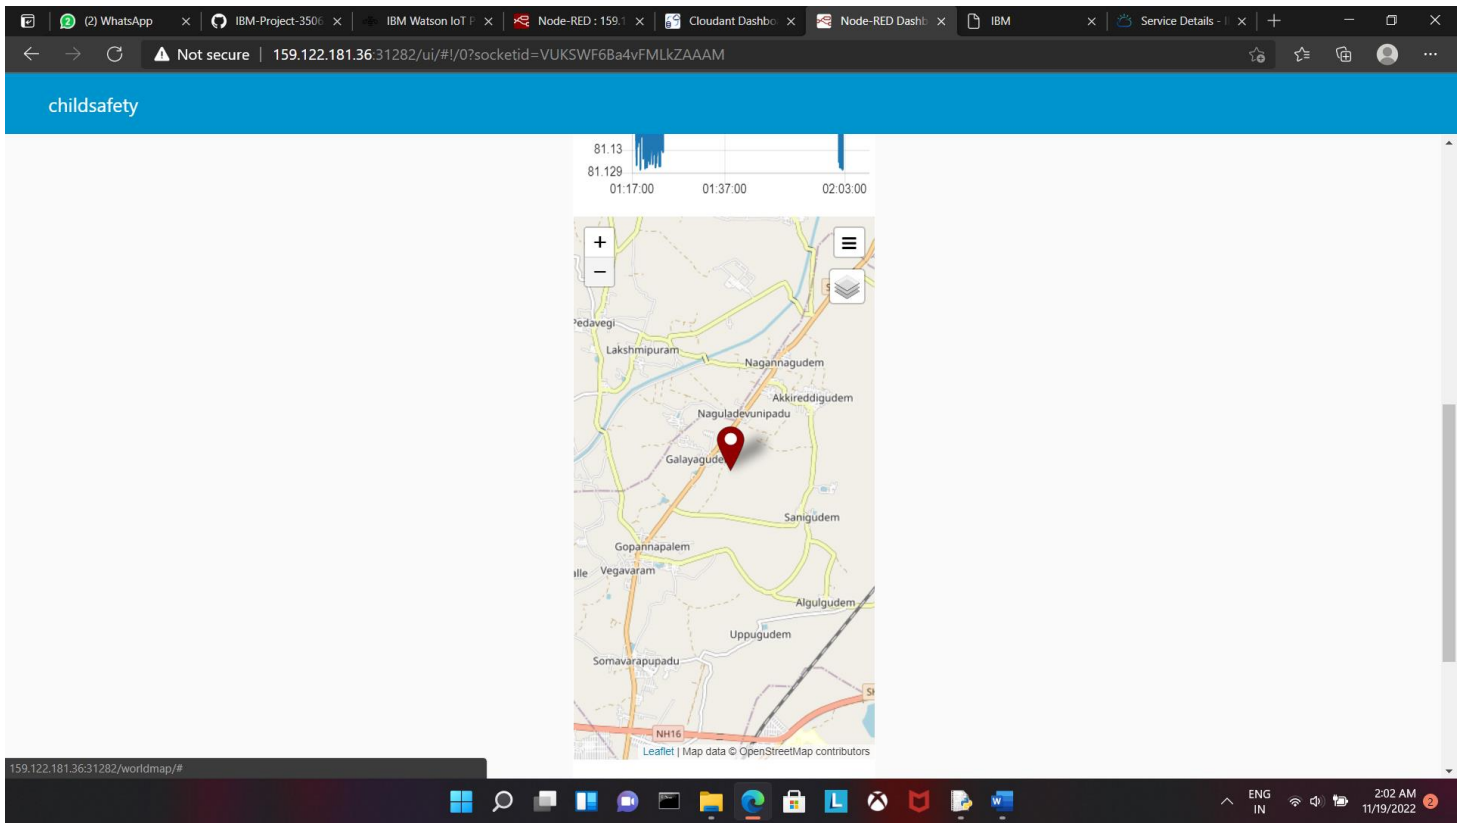 (2) WhatsApp
IBM-Project-3506
IBM Watson IoT P
Node-RED : 159.1
Cloudant Dashbo
Node-RED Dashb
IBM
Service Details - I
Not secure | 159.122.181.36:31282/ui/#!/0?socketid=VUKSWF6Ba4vFMLkZAAAM
childsafety
81.13
81.129
01:17:00 01:37:00 02:03:00
+
−
Pedavegi
Lakshmipuram
Nagannagudem
Akkireddigudem
Naguladevunipadu
Galayagude
Sanigudem
Gopannapalem
alle Vegavaram
Algulgudem
Uppugudem
Somavarapupadu
SH
NH16
Leaflet | Map data © OpenStreetMap contributors
159.122.181.36:31282/worldmap/#
ENG
IN
2:02 AM
11/19/2022
2